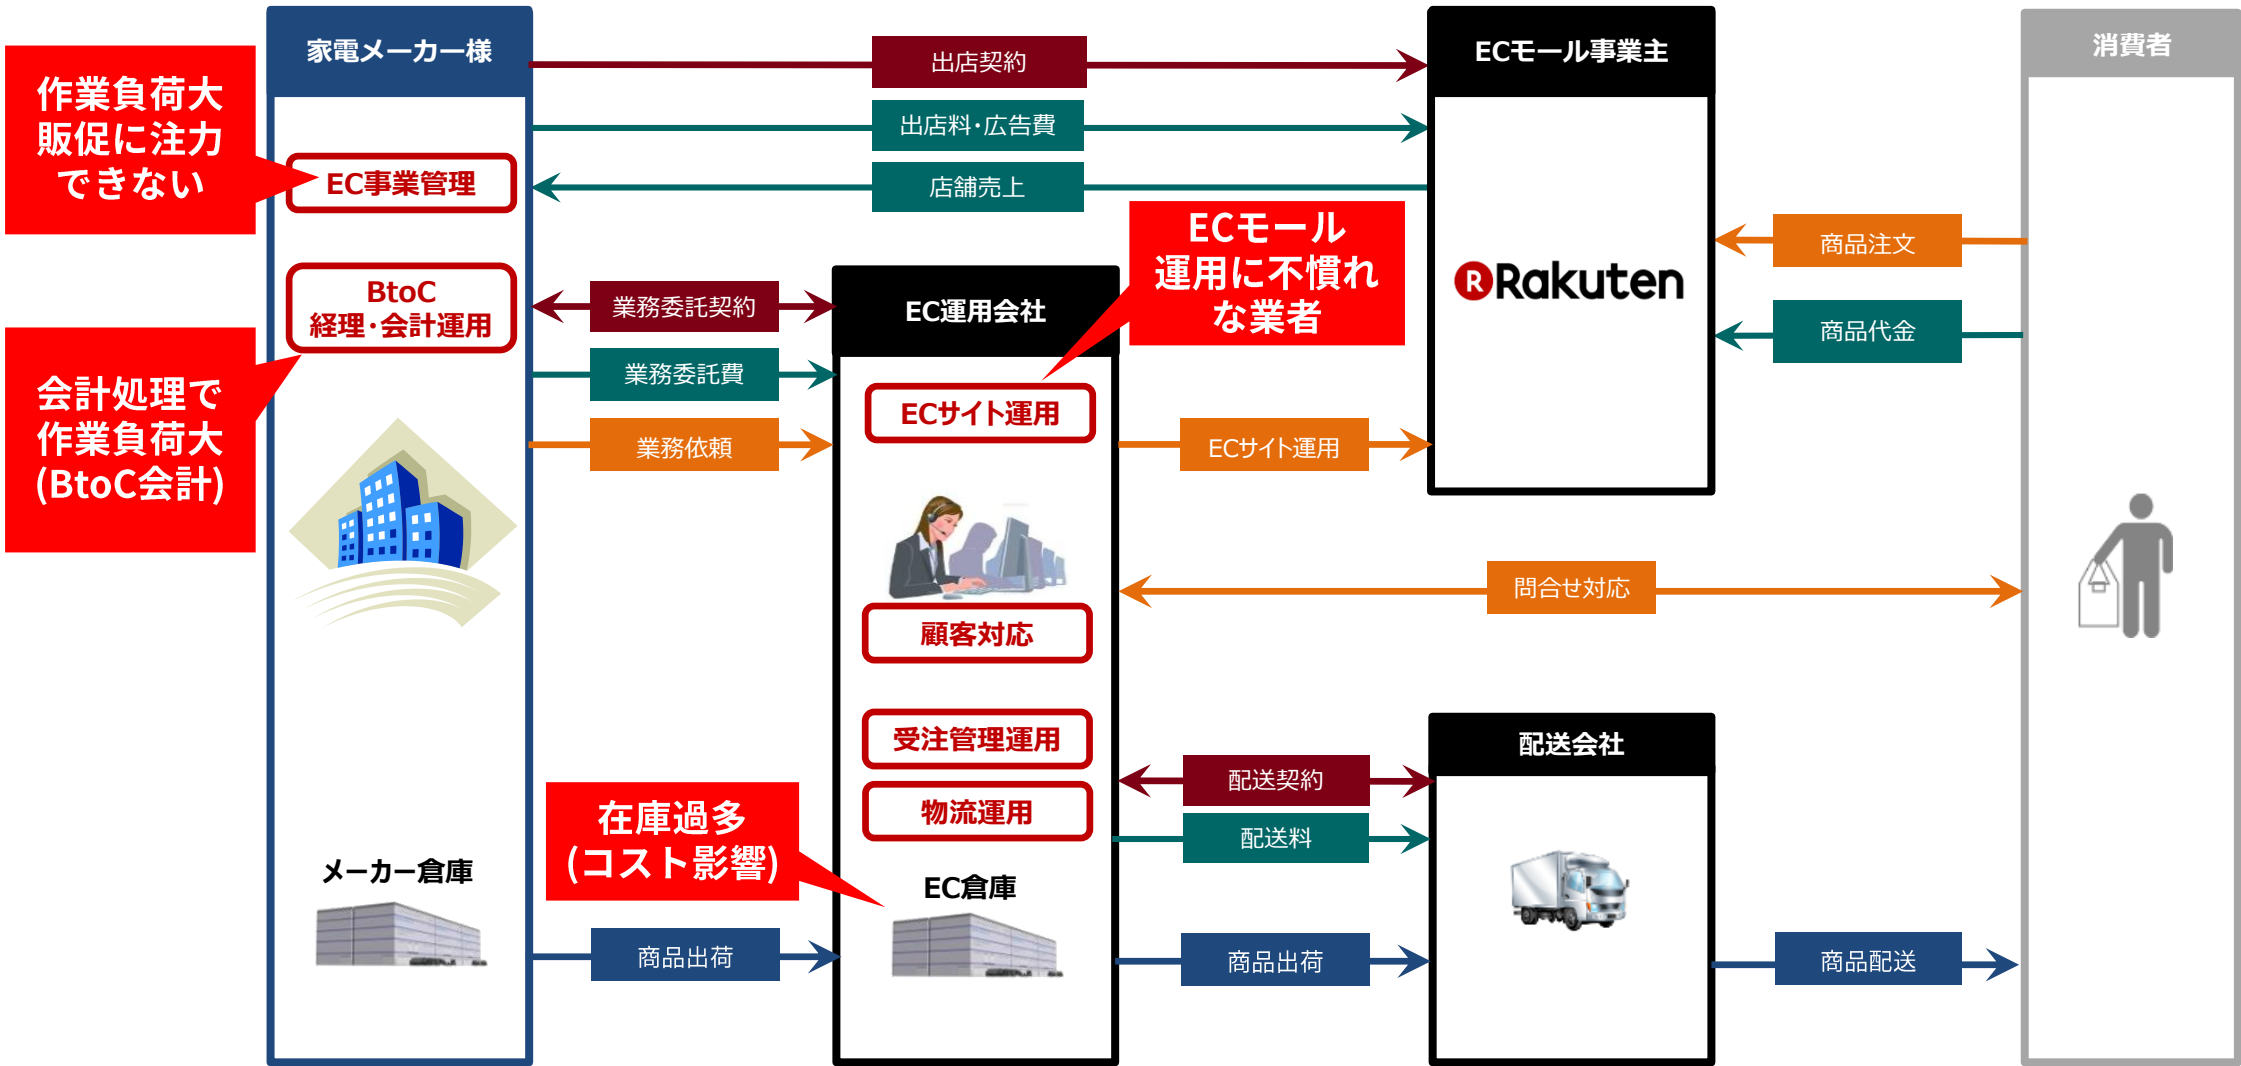 家電メーカー様
ECモール事業主
消費者
作業負荷大
販促に注力
できない
出店契約
出店料・広告費
店舗売上
EC事業管理
ECモール
運用に不慣れ
な業者
商品注文
Rakuten
商品代金
BtoC
経理・会計運用
業務委託契約
EC運用会社
業務委託費
会計処理で
作業負荷大
(BtoC会計)
ECサイト運用
業務依頼
ECサイト運用
問合せ対応
顧客対応
受注管理運用
配送会社
配送契約
物流運用
配送料
在庫過多
(コスト影響)
メーカー倉庫
EC倉庫
商品出荷
商品出荷
商品配送